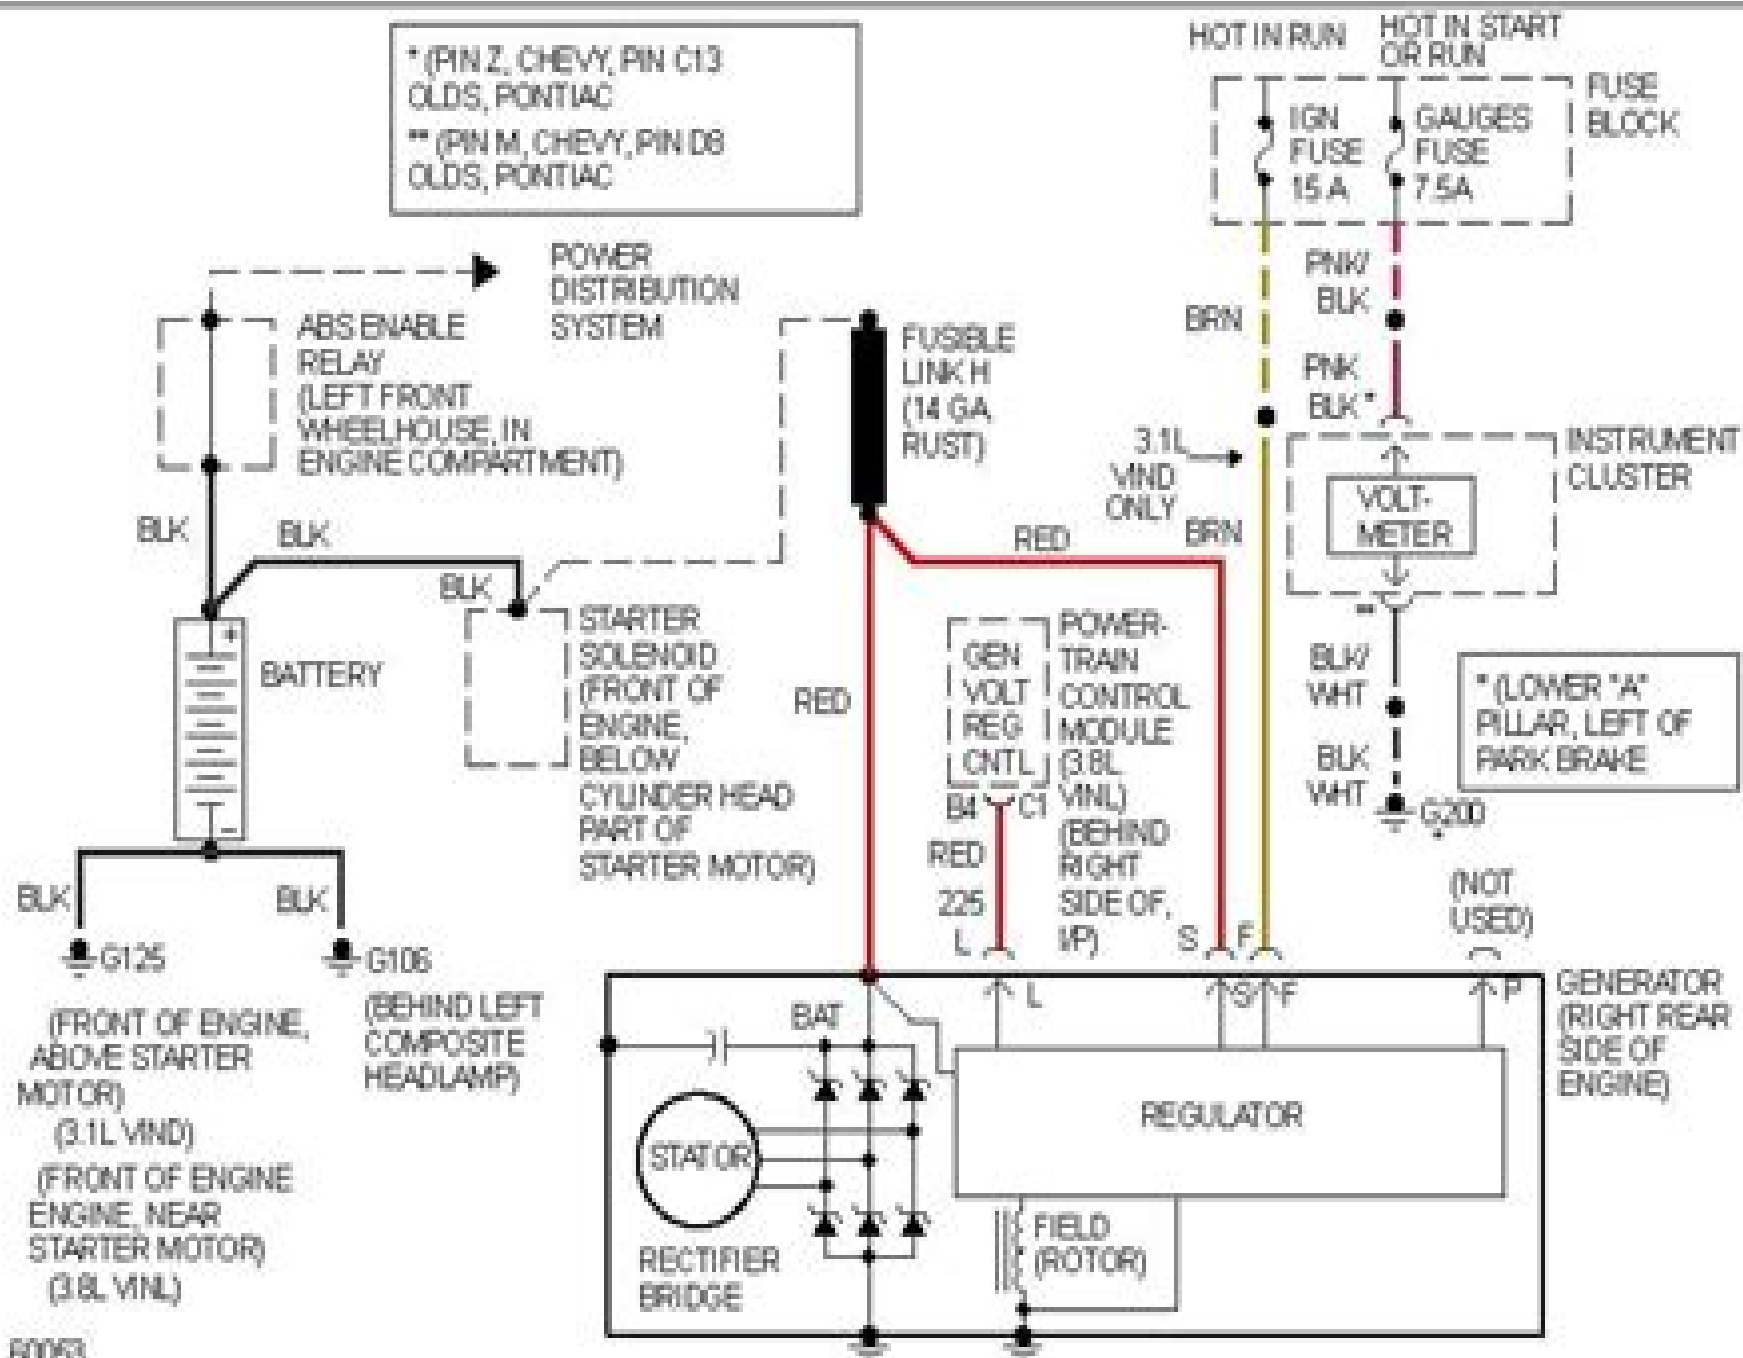 * (PIN Z, CHEVY, PIN C13
OLDS, PONTIAC
** (PIN M, CHEVY, PIN D8
OLDS, PONTIAC
HOT IN RUN
HOT IN START
OR RUN
FUSE
BLOCK
IGN
FUSE
15 A
GAUGES
FUSE
7.5A
POWER
DISTRIBUTION
SYSTEM
ABS ENABLE
RELAY
(LEFT FRONT
WHEELHOUSE, IN
ENGINE COMPARTMENT)
FUSIBLE
LINK H
(14 GA,
RUST)
BRN
PNK/
BLK
PNK
BLK *
3.1L
VIND
ONLY
BRN
INSTRUMENT
CLUSTER
VOLT-
METER
**
BLK
BLK
BLK
RED
BATTERY
+
-
STARTER
SOLENOID
(FRONT OF
ENGINE,
BELOW
CYLINDER HEAD
PART OF
STARTER MOTOR)
RED
GEN
VOLT
REG
CNTL
B4
C1
POWER-
TRAIN
CONTROL
MODULE
(3.8L
VINL)
(BEHIND
RIGHT
SIDE OF,
I/P)
BLK/
WHT
BLK
WHT
G200
*
* (LOWER "A"
PILLAR, LEFT OF
PARK BRAKE
RED
225
L
S
F
(NOT
USED)
BLK
BLK
G125
G106
(FRONT OF ENGINE,
ABOVE STARTER
MOTOR)
(3.1L VIND)
(FRONT OF ENGINE
ENGINE, NEAR
STARTER MOTOR)
(3.8L VINL)
(BEHIND LEFT
COMPOSITE
HEADLAMP)
BAT
L
S
F
P
GENERATOR
(RIGHT REAR
SIDE OF
ENGINE)
REGULATOR
STATOR
RECTIFIER
BRIDGE
FIELD
(ROTOR)
60063